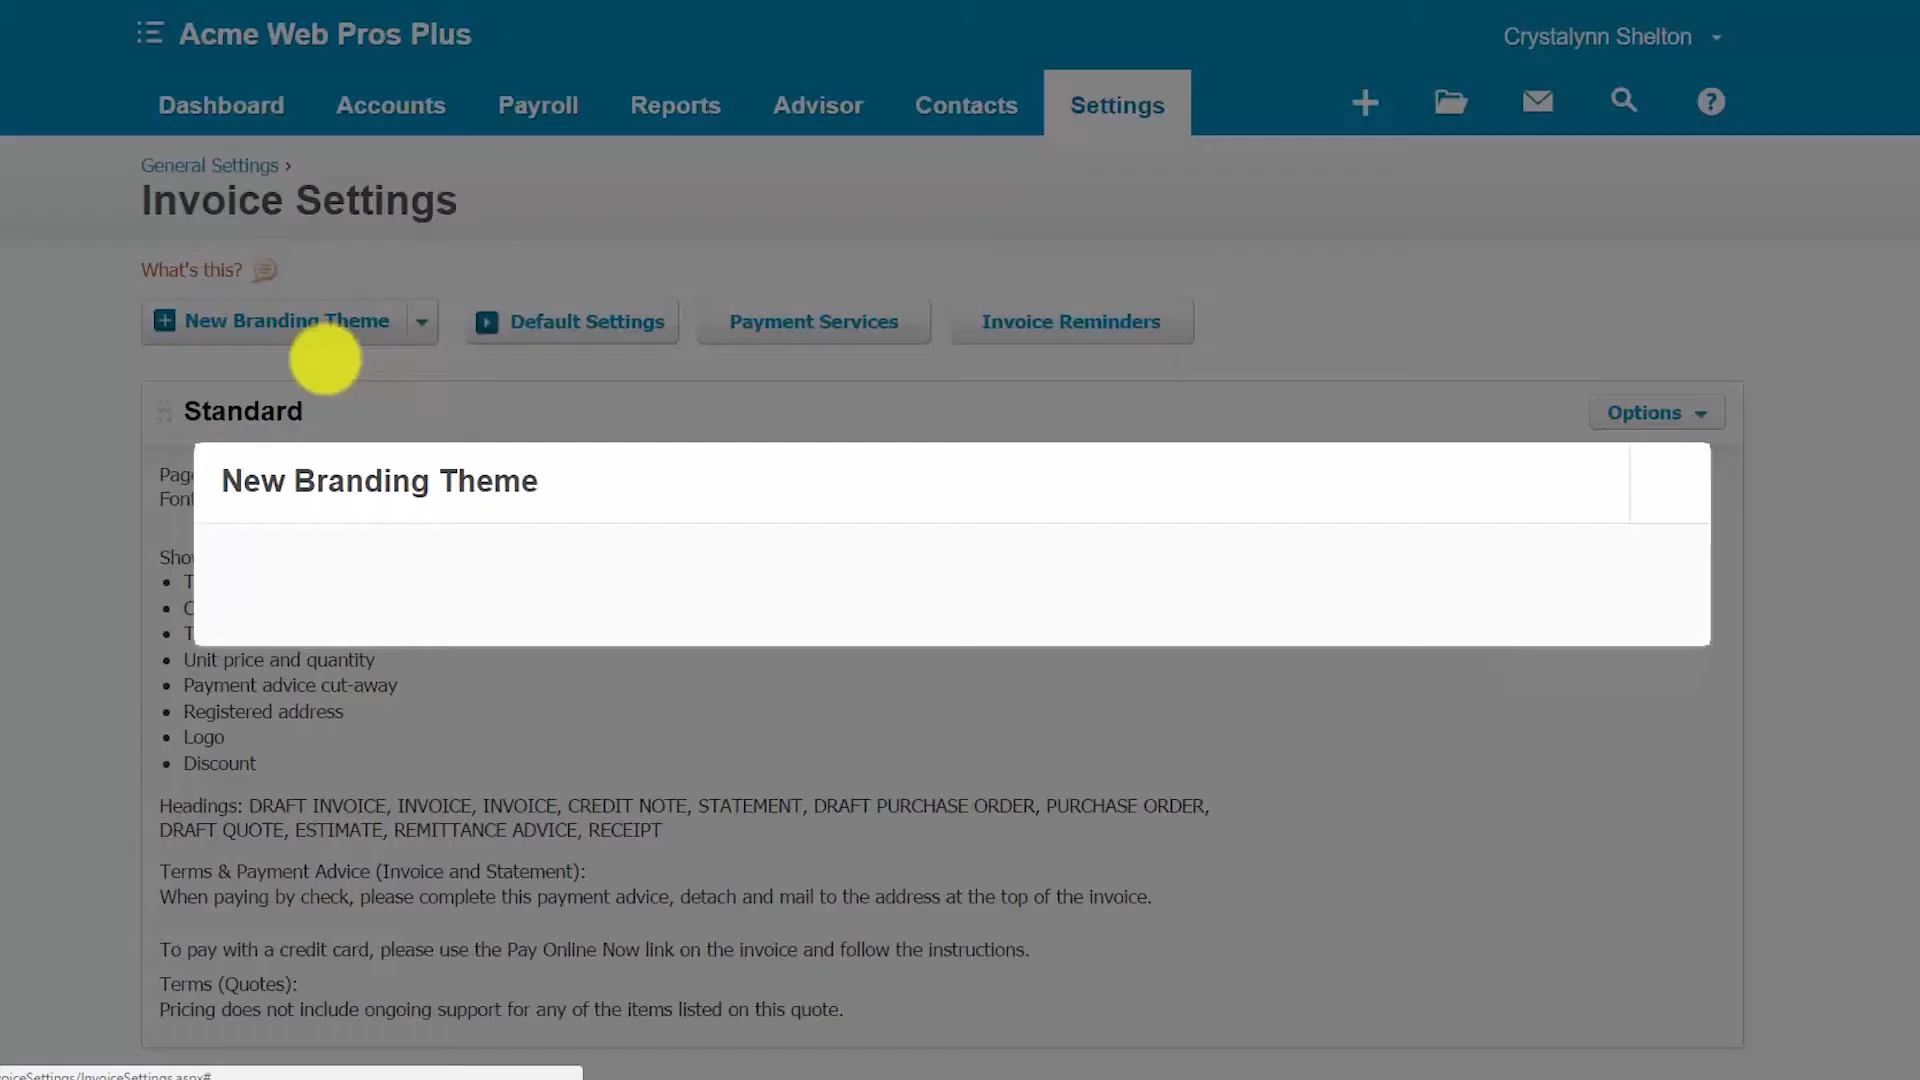 Acme Web Pros Plus
Crystalynn Shelton
Dashboard Accounts Payroll Reports Advisor Contacts Settings
General Settings ›
Invoice Settings
What's this?
New Branding Theme Default Settings Payment Services Invoice Reminders
Standard
Options
New Branding Theme
• Unit price and quantity
• Payment advice cut-away
• Registered address
• Logo
• Discount
Headings: DRAFT INVOICE, INVOICE, INVOICE, CREDIT NOTE, STATEMENT, DRAFT PURCHASE ORDER, PURCHASE ORDER,
DRAFT QUOTE, ESTIMATE, REMITTANCE ADVICE, RECEIPT
Terms & Payment Advice (Invoice and Statement):
When paying by check, please complete this payment advice, detach and mail to the address at the top of the invoice.
To pay with a credit card, please use the Pay Online Now link on the invoice and follow the instructions.
Terms (Quotes):
Pricing does not include ongoing support for any of the items listed on this quote.